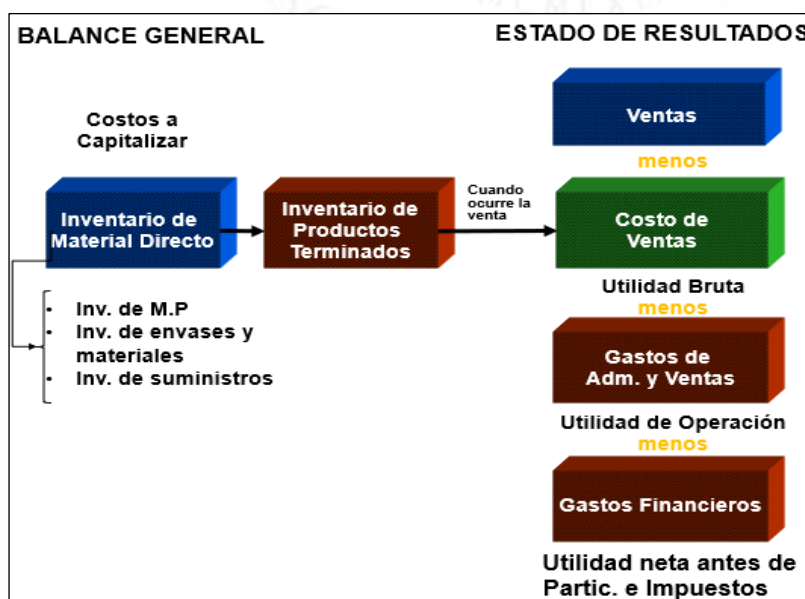 BALANCE GENERAL
ESTADO DE RESULTADOS
Costos a
Capitalizar
Inventario de
Material Directo
Inventario de
Productos
Terminados
Cuando
ocurre la
venta
• Inv. de M.P
• Inv. de envases y
materiales
• Inv. de suministros
Ventas
menos
Costo de
Ventas
Utilidad Bruta
menos
Gastos de
Adm. y Ventas
Utilidad de Operación
menos
Gastos Financieros
Utilidad neta antes de
Partic. e Impuestos